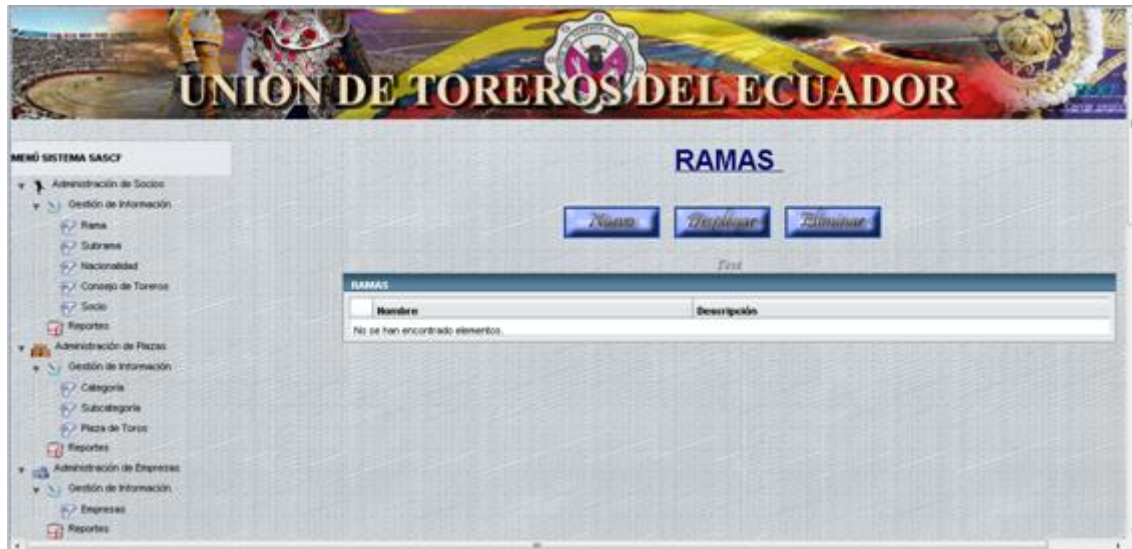 UNIÓN DE TOREROS DEL ECUADOR
MENÚ SISTEMA SASCF
Administración de Socios
Gestión de Información
Rama
Subrama
Nacionalidad
Consejo de Toreros
Socio
Reportes
Administración de Plazas
Gestión de Información
Categoría
Subcategoría
Plaza de Toros
Reportes
Administración de Empresas
Gestión de Información
Empresas
Reportes
RAMAS
Nuevo Desplegar Eliminar
First
RAMAS
Nombre Descripción
No se han encontrado elementos.